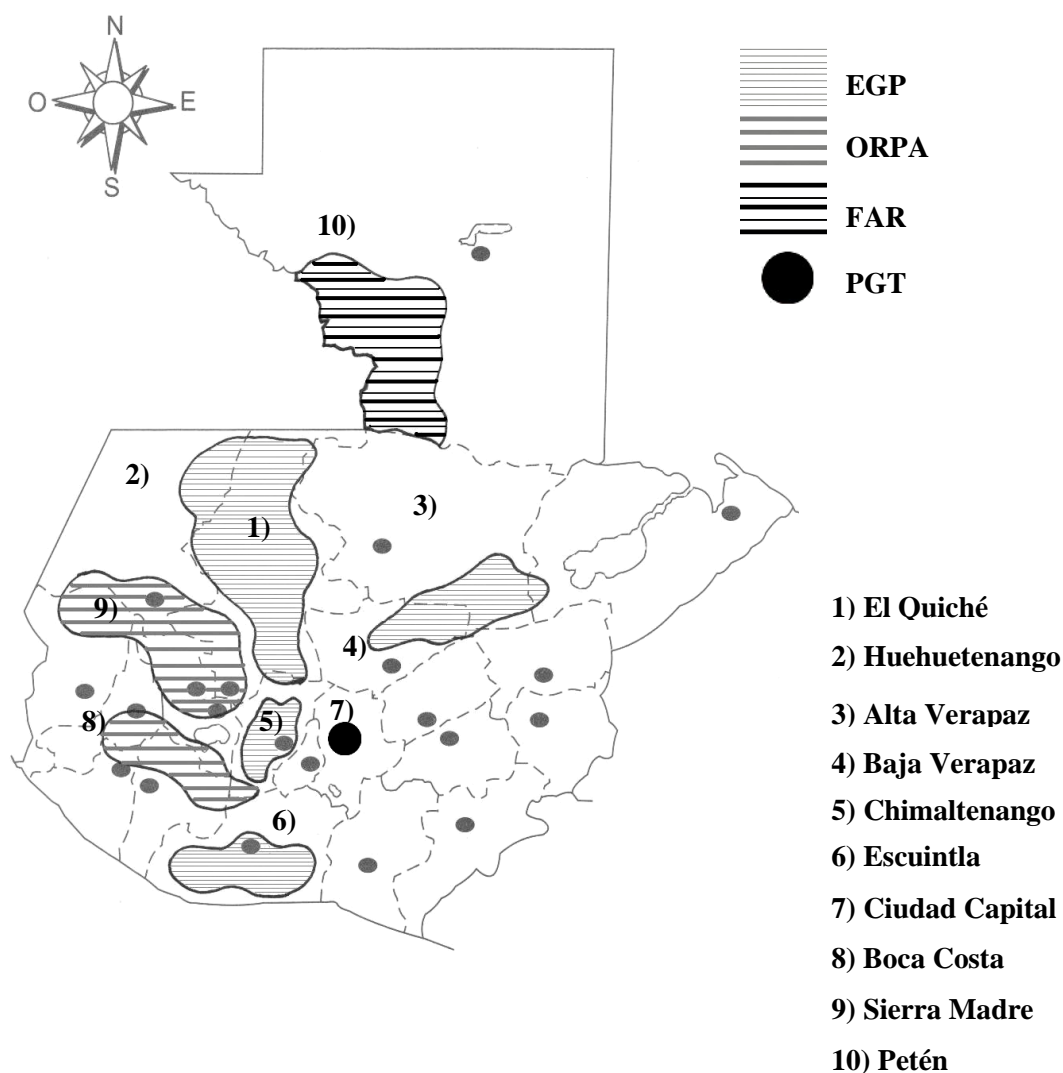 N
O
E
S
EGP
ORPA
FAR
PGT
10)
2)
3)
1)
9)
4)
5)
7)
8)
6)
1) El Quiché
2) Huehuetenango
3) Alta Verapaz
4) Baja Verapaz
5) Chimaltenango
6) Escuintla
7) Ciudad Capital
8) Boca Costa
9) Sierra Madre
10) Petén